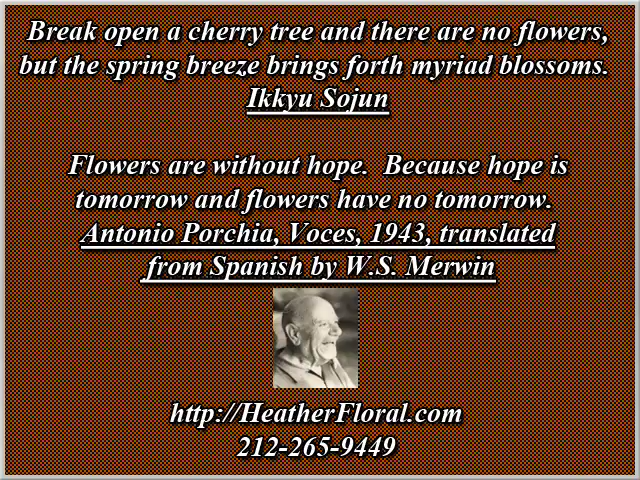 Break open a cherry tree and there are no flowers,
but the spring breeze brings forth myriad blossoms.
Ikkyu Sojun
Flowers are without hope.  Because hope is
tomorrow and flowers have no tomorrow.
Antonio Porchia, Voces, 1943, translated
from Spanish by W.S. Merwin
http://HeatherFloral.com
212-265-9449